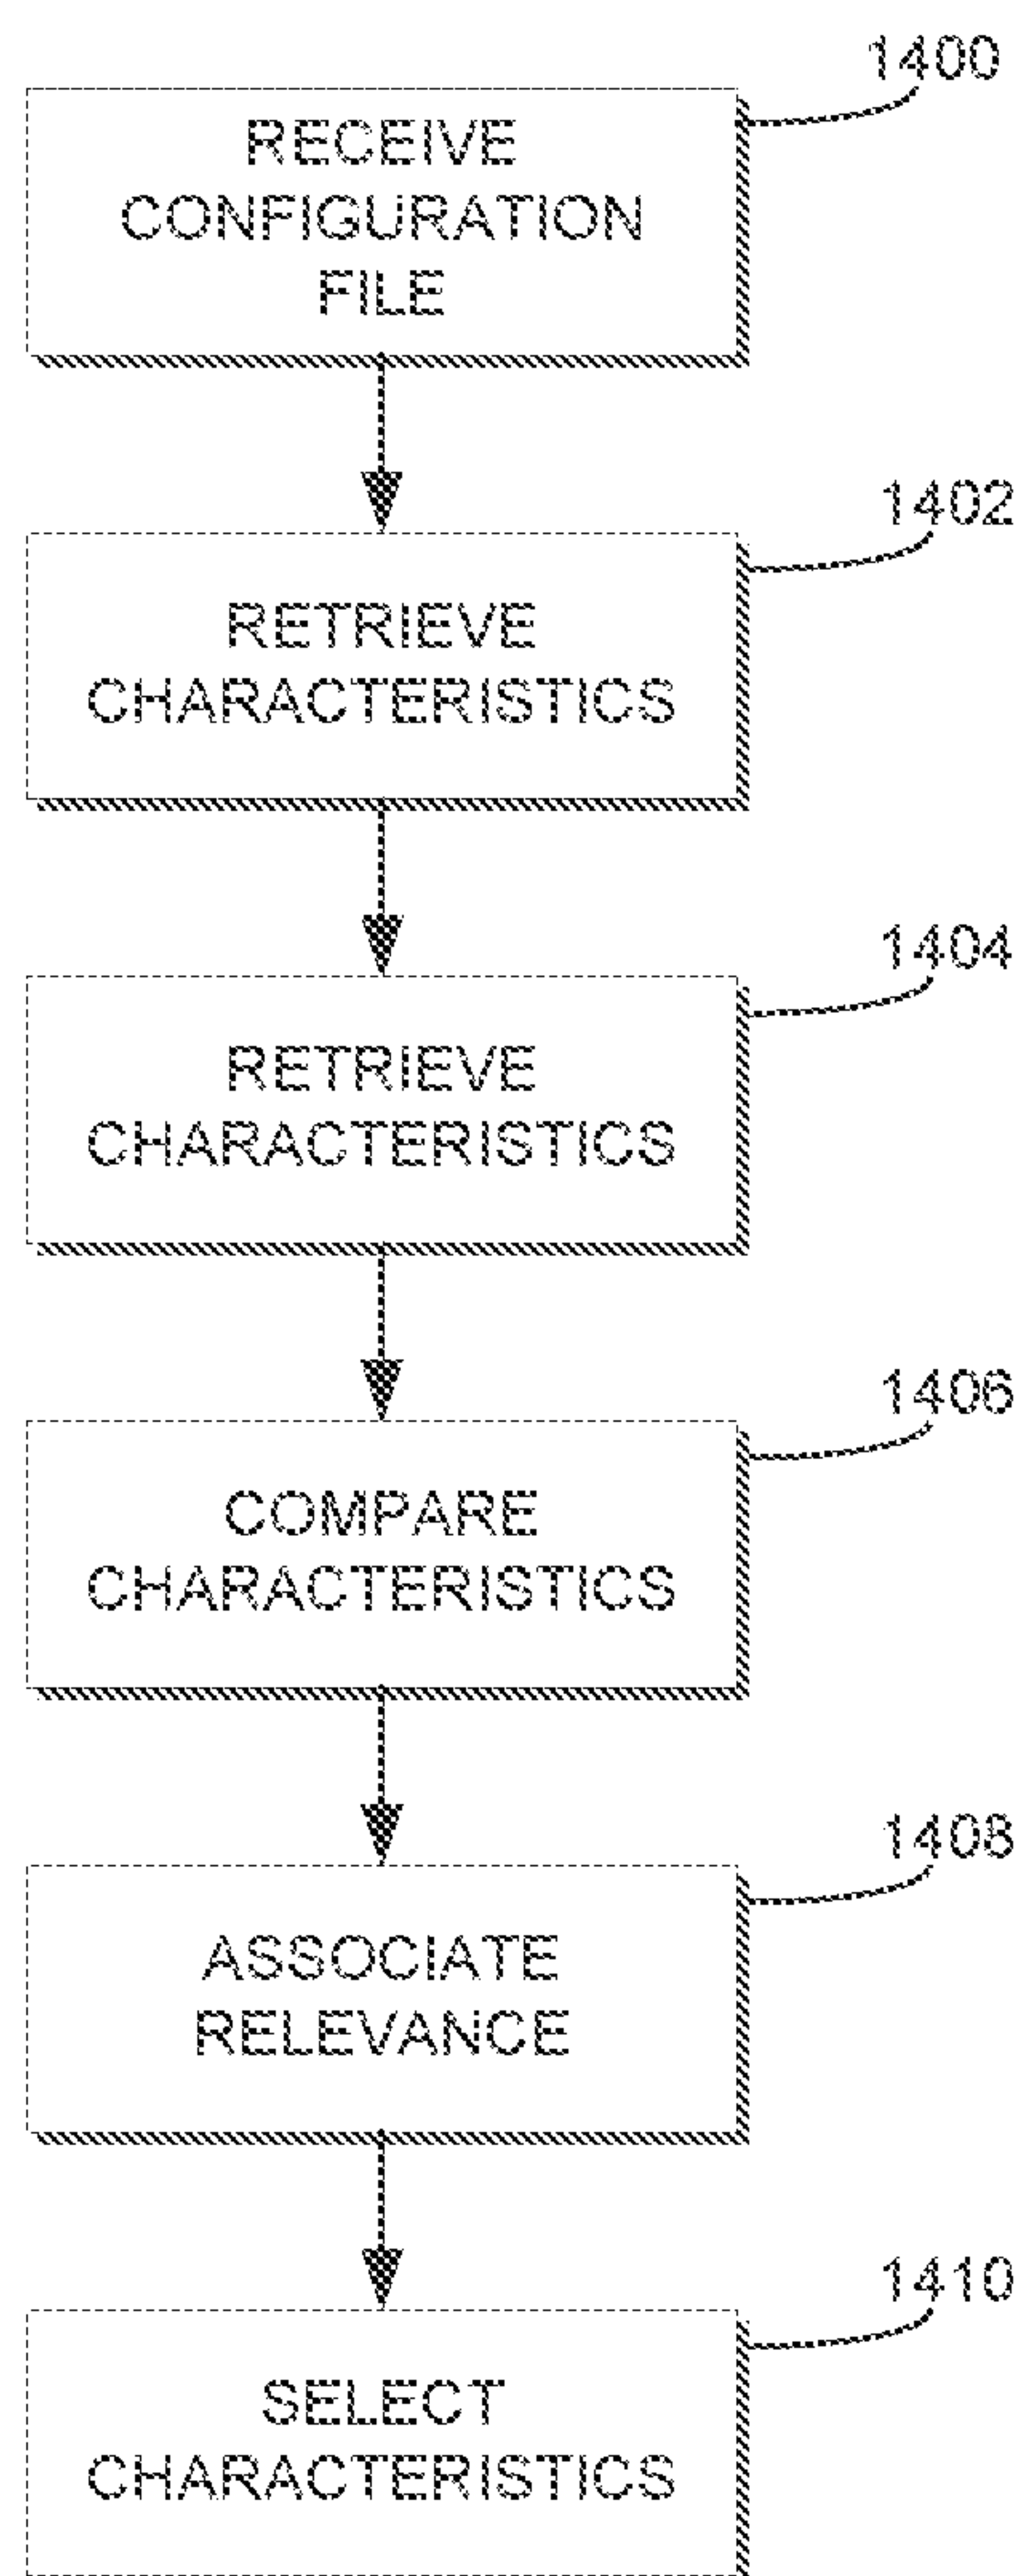 1400
RECEIVE
CONFIGURATION
FILE
1402
RETRIEVE
CHARACTERISTICS
1404
RETRIEVE
CHARACTERISTICS
1406
COMPARE
CHARACTERISTICS
1408
ASSOCIATE
RELEVANCE
1410
SELECT
CHARACTERISTICS